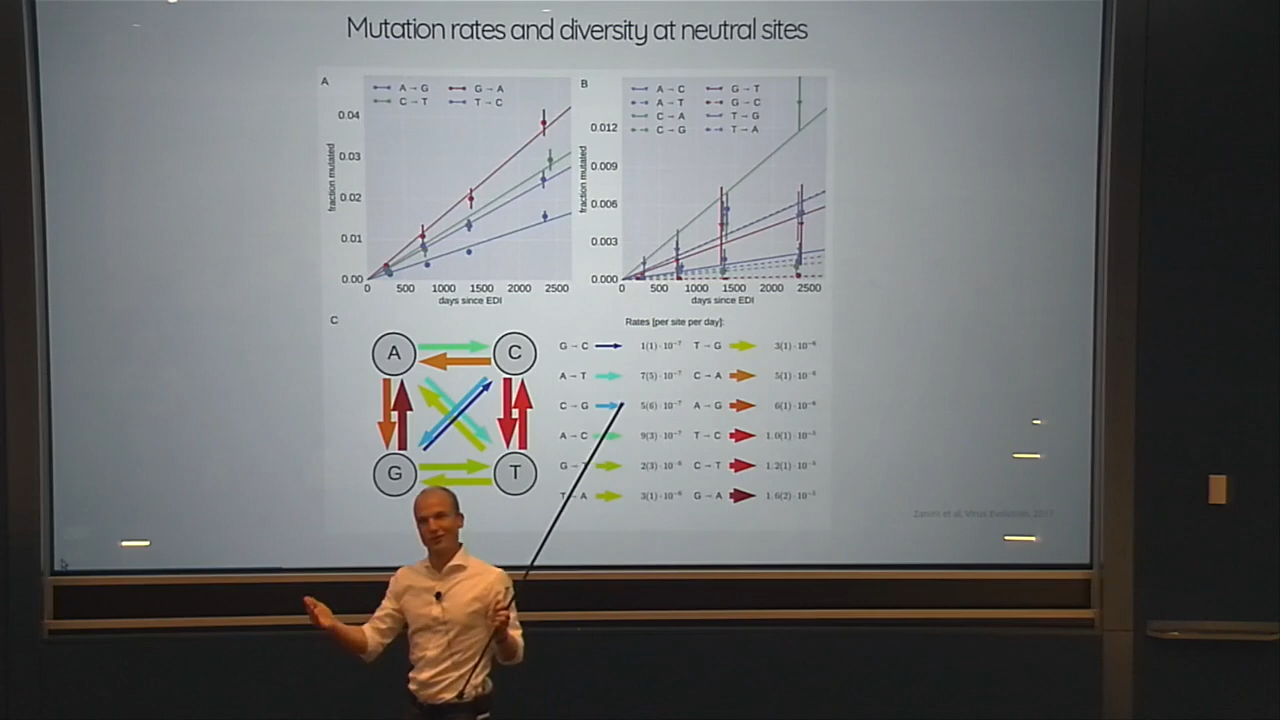 Mutation rates and diversity at neutral sites
A
A → G
G → A
C → T
T → C
0.04
0.03
0.02
0.01
0.00
fraction mutated
0
500
1000
1500
2000
2500
days since EDI
B
A → C
G → T
A → T
G → C
C → A
T → G
C → G
T → A
0.012
0.009
0.006
0.003
0.000
fraction mutated
0
500
1000
1500
2000
2500
days since EDI
C
A
C
G
T
Rates [per site per day]:
G → C 1(1) · 10⁻⁷ T → G 3(1) · 10⁻⁶
A → T 7(5) · 10⁻⁷ C → A 5(1) · 10⁻⁶
C → G 5(6) · 10⁻⁷ A → G 6(1) · 10⁻⁶
A → C 9(3) · 10⁻⁷ T → C 1.0(1) · 10⁻⁵
G → T 2(3) · 10⁻⁶ C → T 1.2(1) · 10⁻⁵
T → A 3(1) · 10⁻⁶ G → A 1.6(2) · 10⁻⁵
Zanini et al, Virus Evolution,